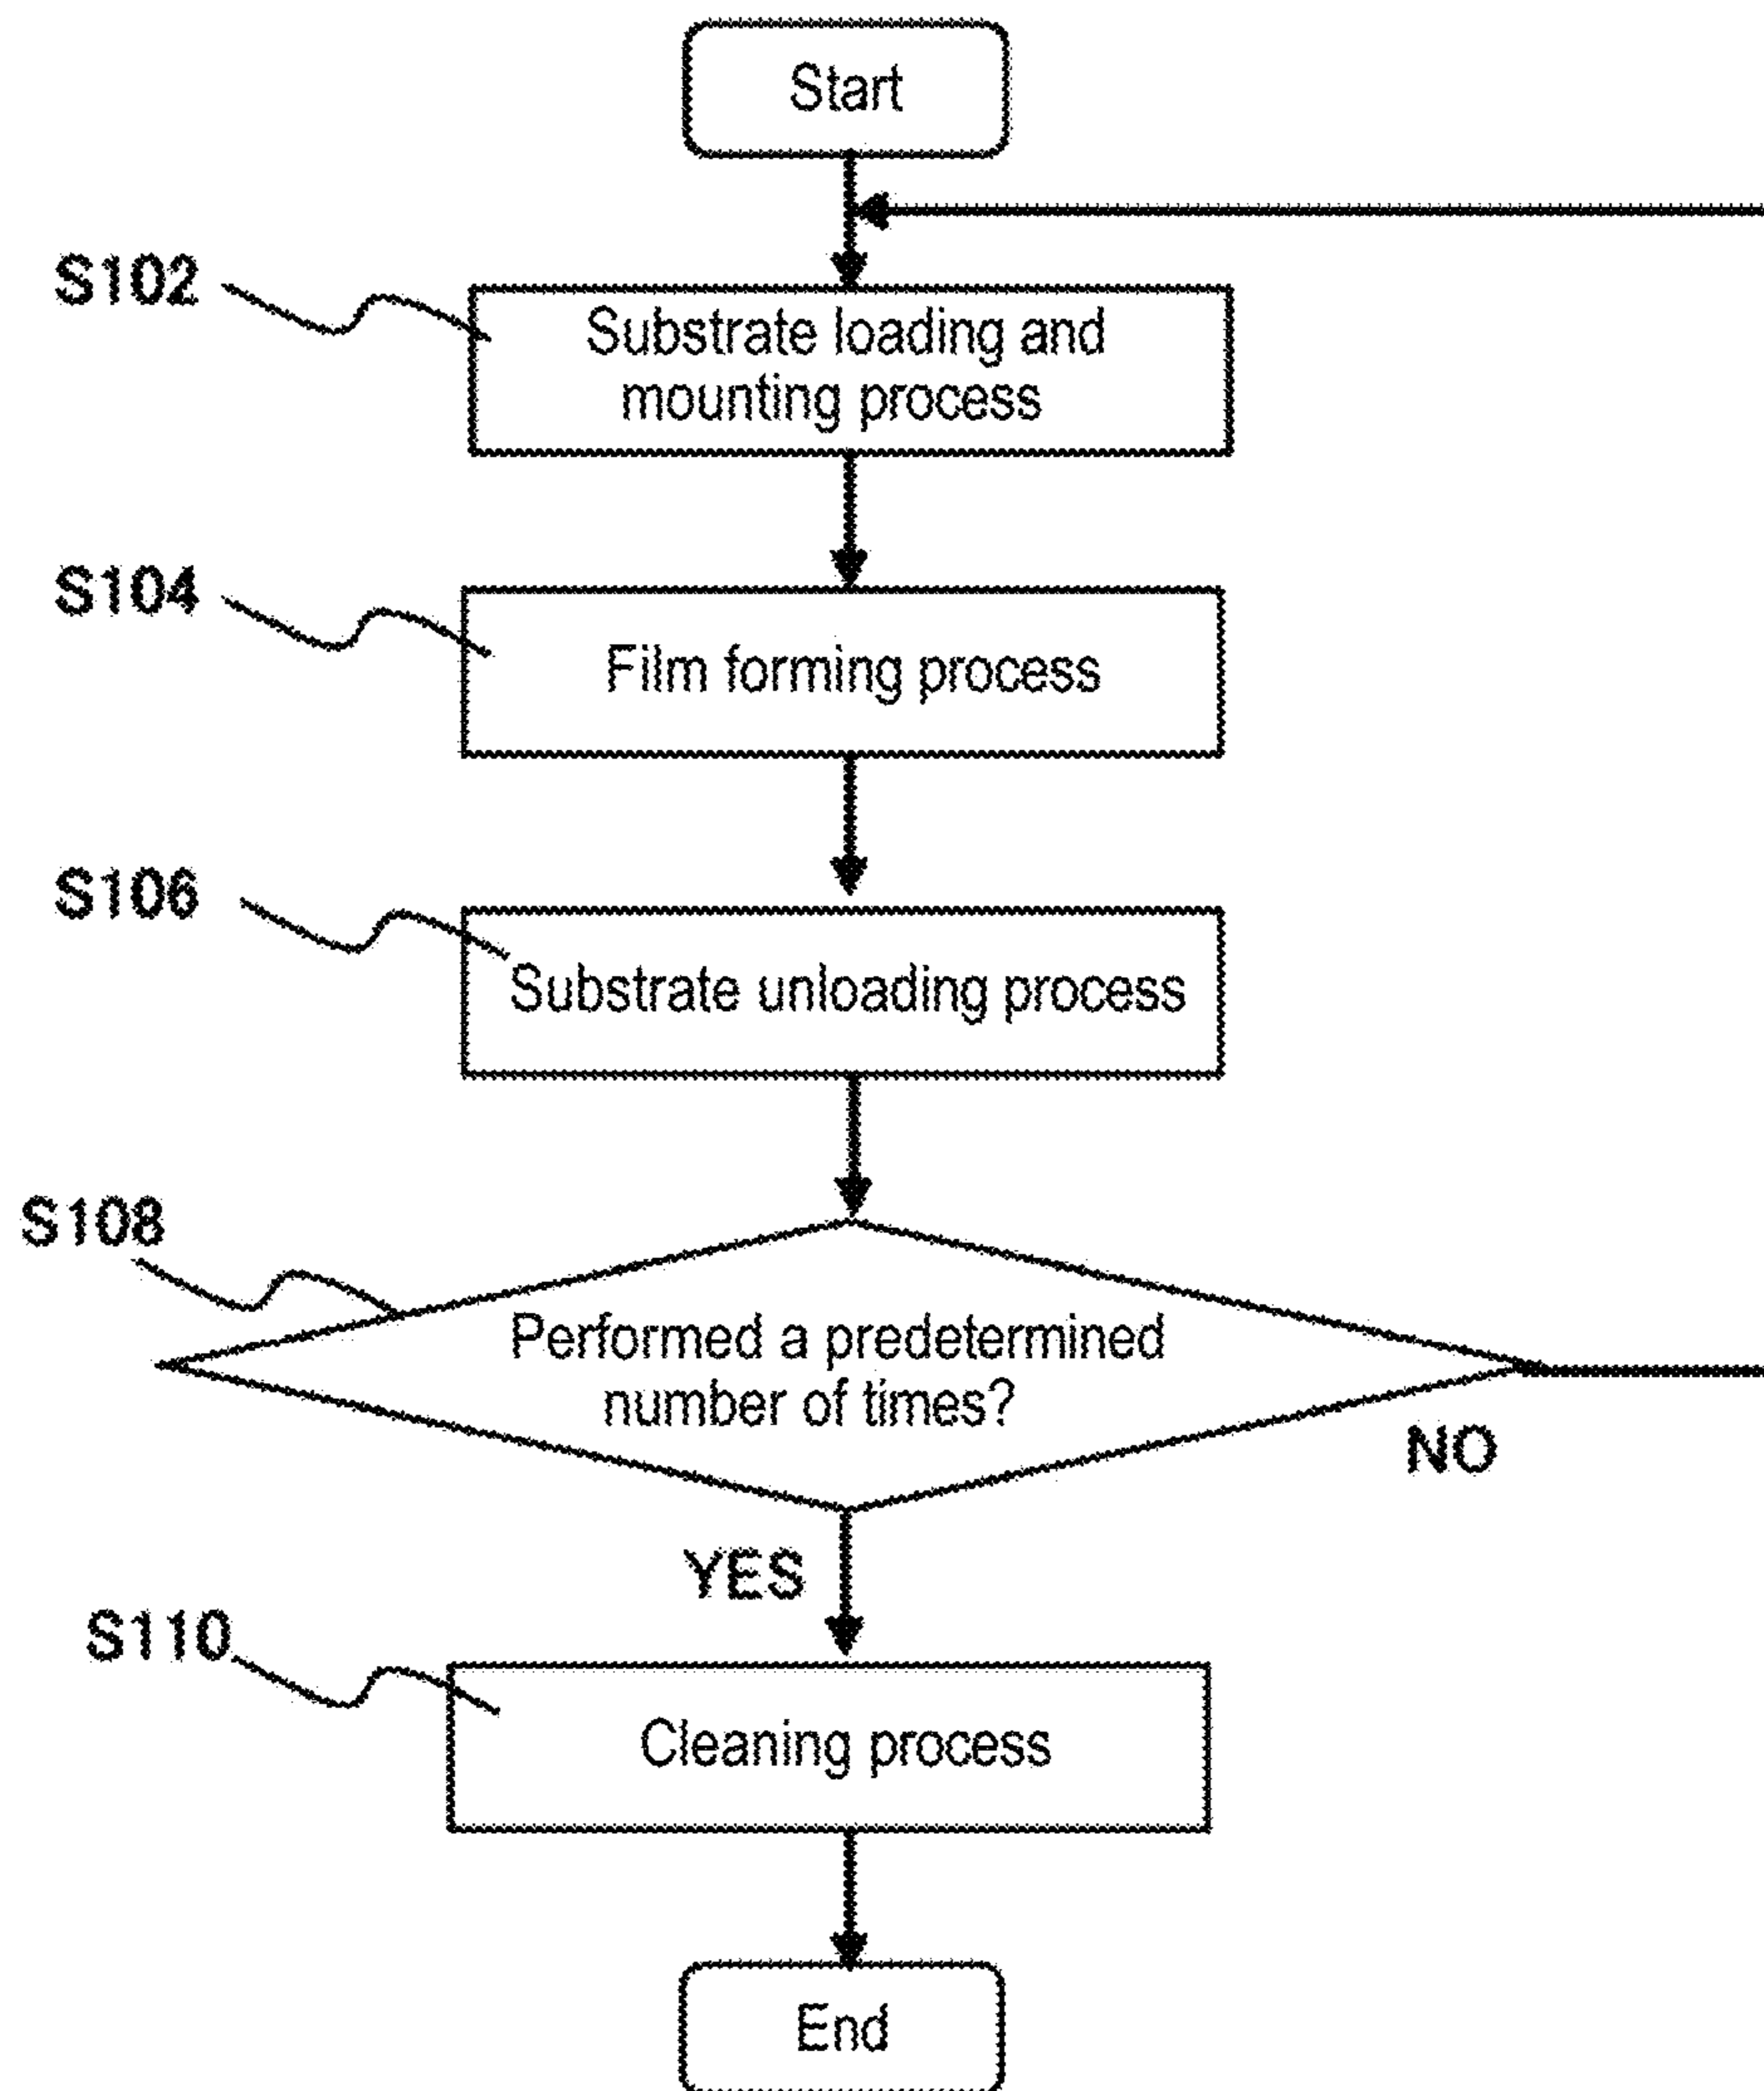 Start
S102
Substrate loading and
mounting process
S104
Film forming process
S106
Substrate unloading process
S108
Performed a predetermined
number of times?
NO
YES
S110
Cleaning process
End